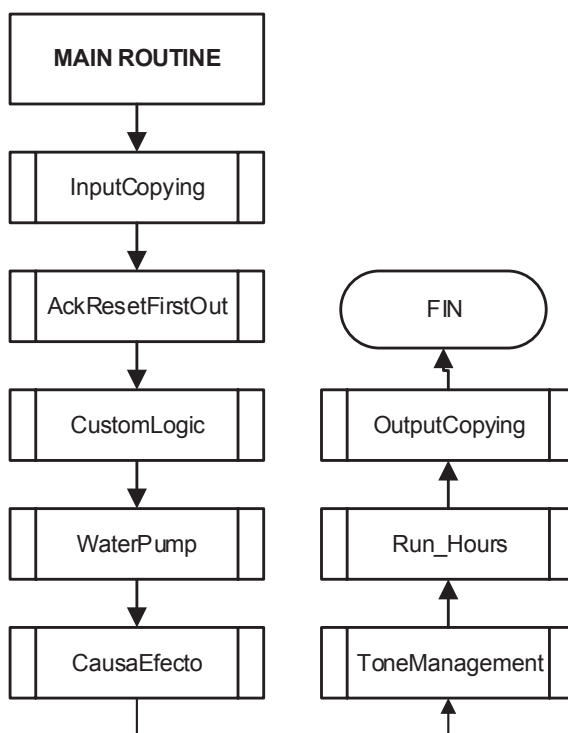 MAIN ROUTINE
InputCopying
AckResetFirstOut
CustomLogic
WaterPump
CausaEfecto
ToneManagement
Run_Hours
OutputCopying
FIN